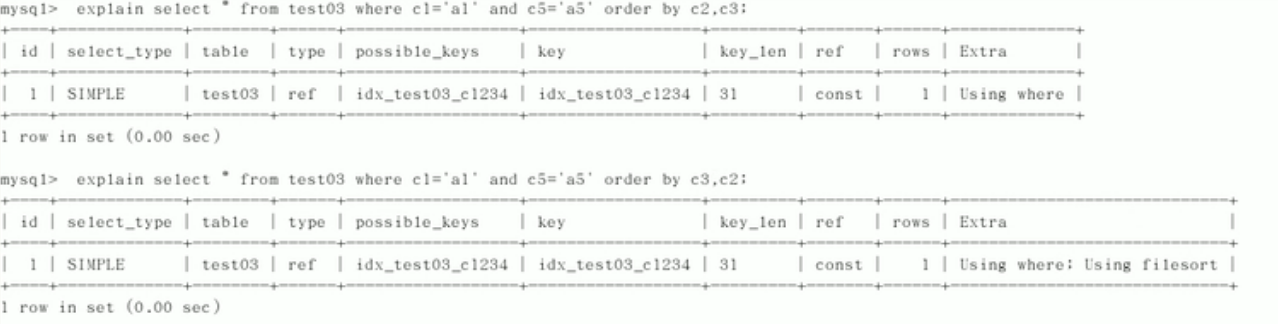 mysql>  explain select * from test03 where c1='a1' and c5='a5' order by c2,c3;
+----+-------------+--------+------+------------------+------------------+---------+-------+------+-------------+
| id | select_type | table  | type | possible_keys    | key              | key_len | ref   | rows | Extra       |
+----+-------------+--------+------+------------------+------------------+---------+-------+------+-------------+
|  1 | SIMPLE      | test03 | ref  | idx_test03_c1234 | idx_test03_c1234 | 31      | const |    1 | Using where |
+----+-------------+--------+------+------------------+------------------+---------+-------+------+-------------+
1 row in set (0.00 sec)
mysql>  explain select * from test03 where c1='a1' and c5='a5' order by c3,c2;
+----+-------------+--------+------+------------------+------------------+---------+-------+------+-----------------------------+
| id | select_type | table  | type | possible_keys    | key              | key_len | ref   | rows | Extra                       |
+----+-------------+--------+------+------------------+------------------+---------+-------+------+-----------------------------+
|  1 | SIMPLE      | test03 | ref  | idx_test03_c1234 | idx_test03_c1234 | 31      | const |    1 | Using where; Using filesort |
+----+-------------+--------+------+------------------+------------------+---------+-------+------+-----------------------------+
1 row in set (0.00 sec)